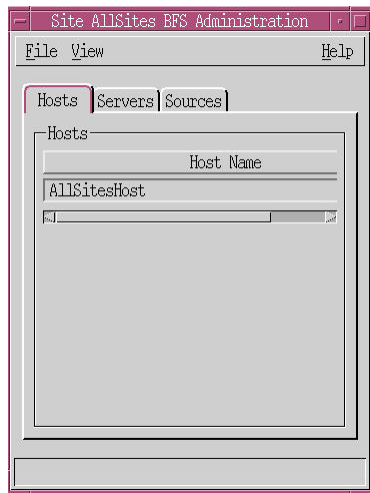 Site AllSites BFS Administration
File View Help
Hosts Servers Sources
Hosts
Host Name
AllSitesHost